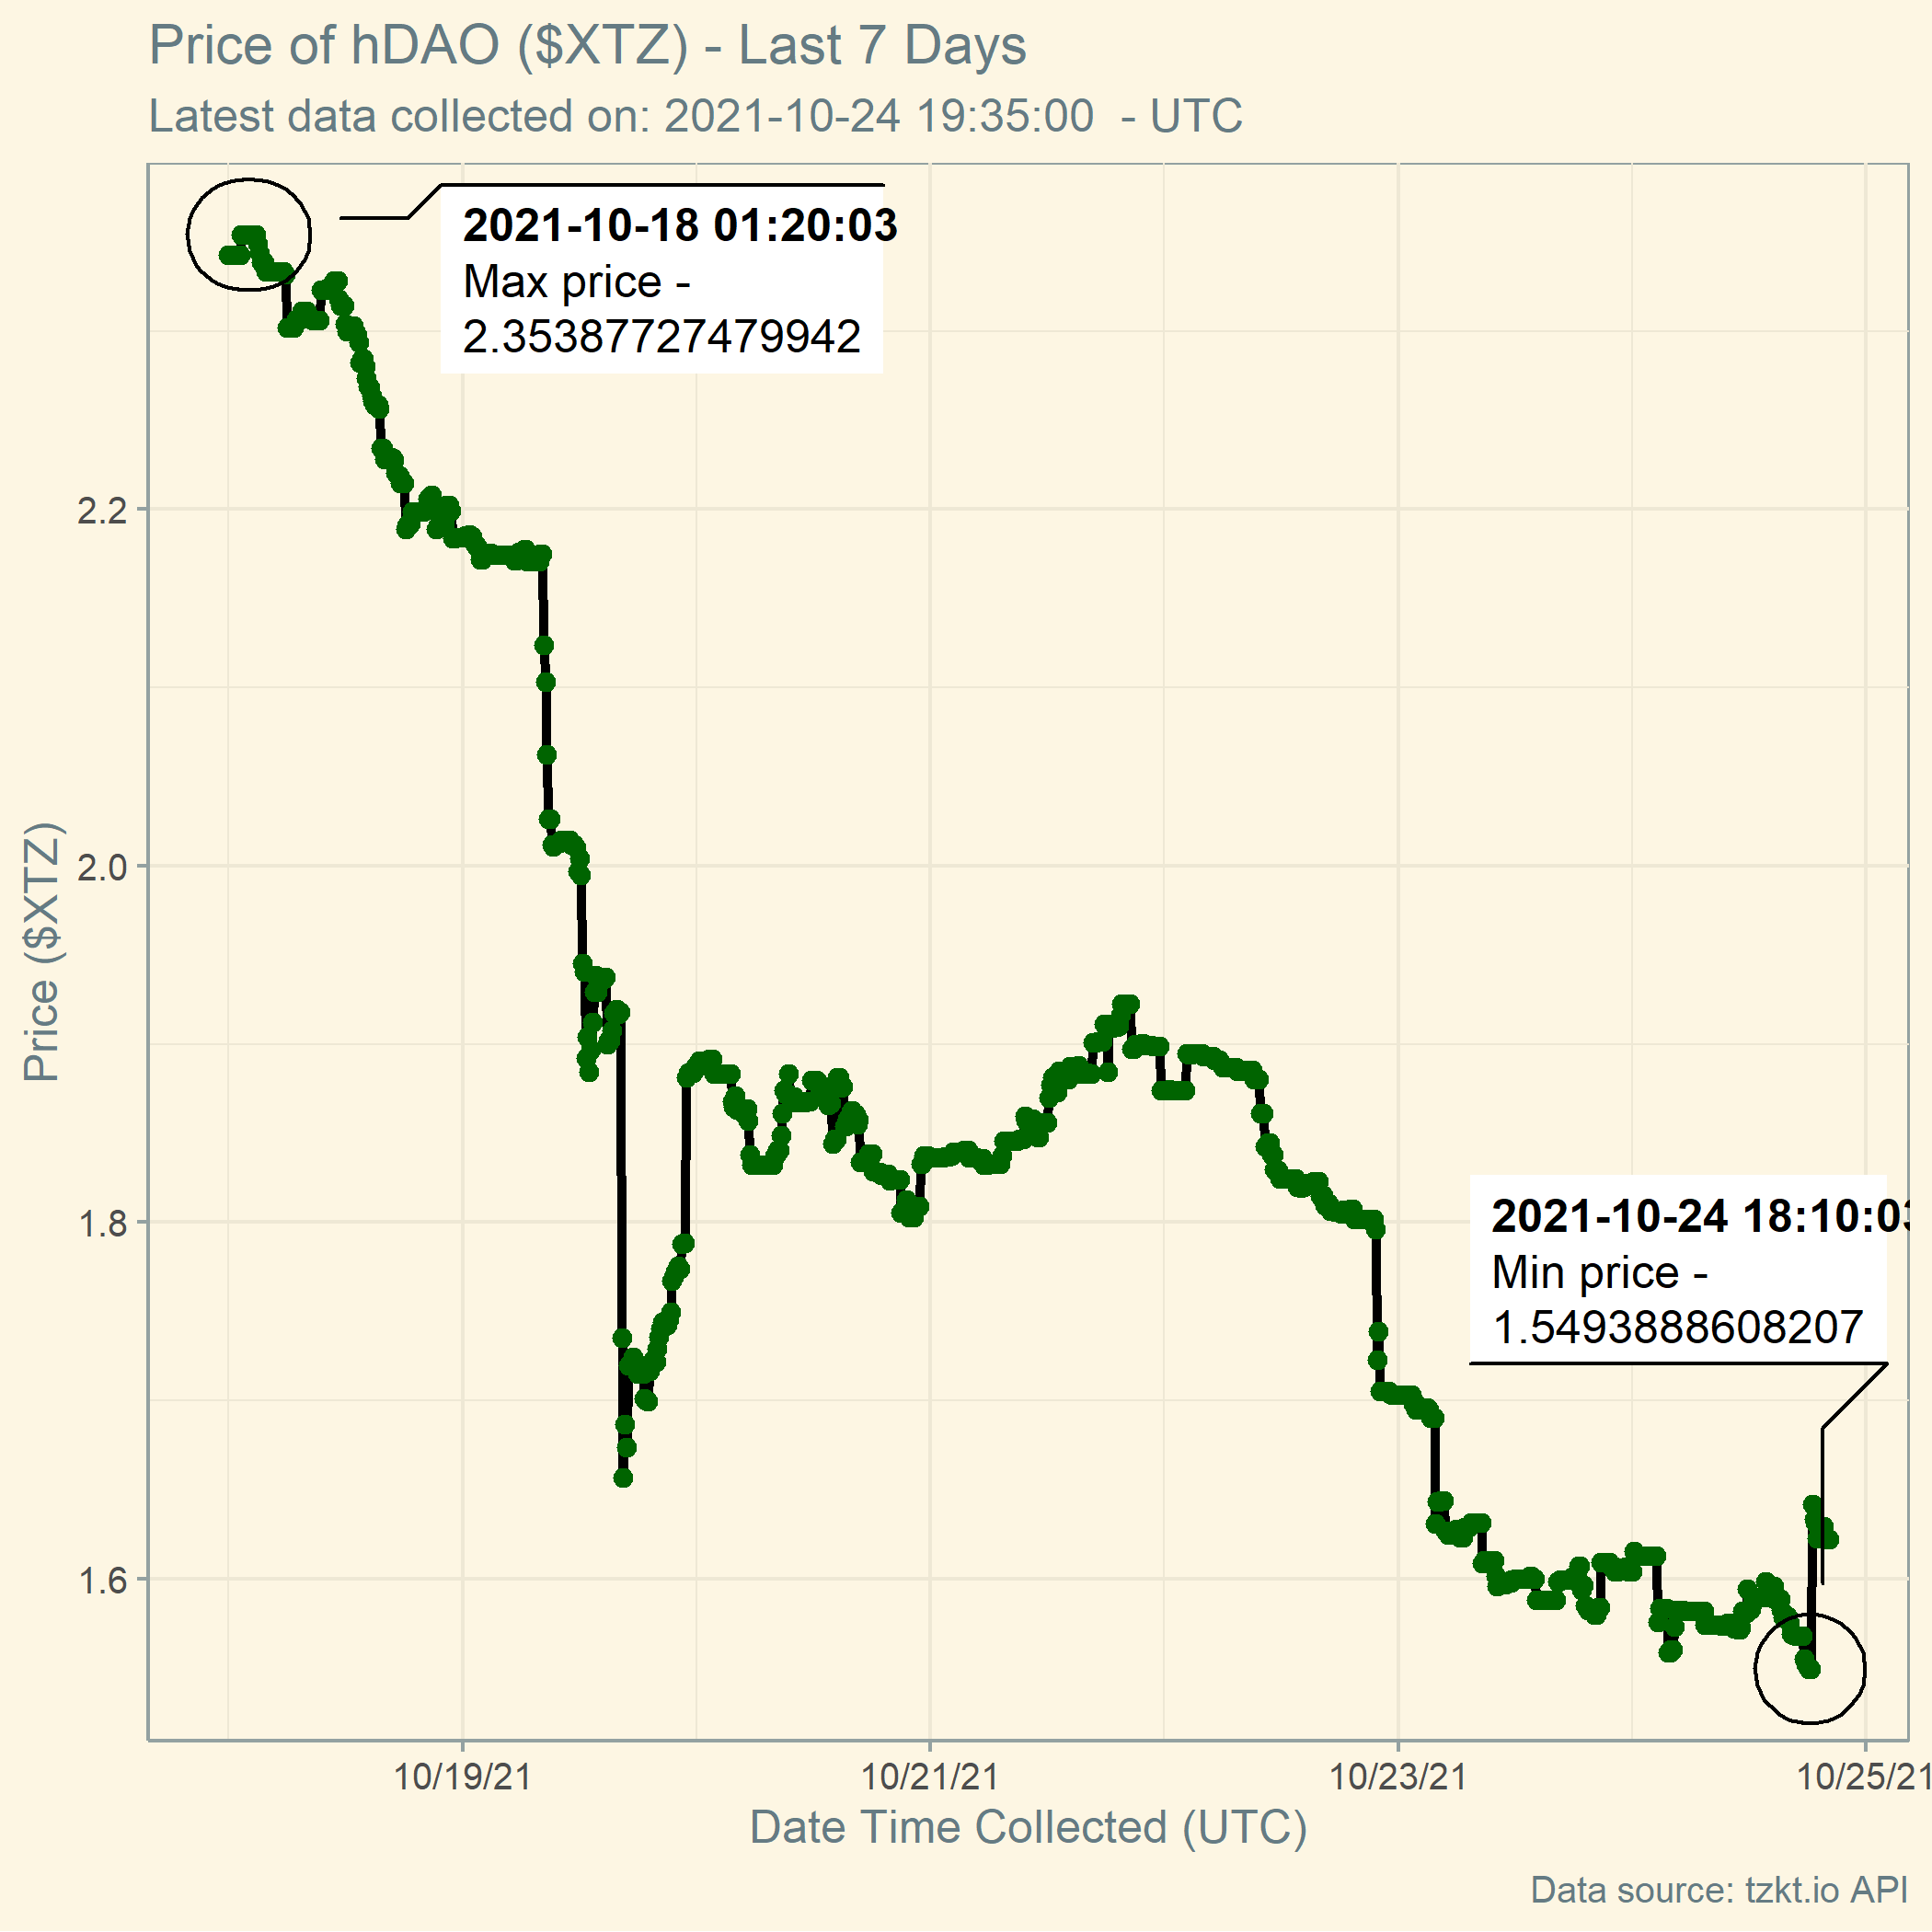 Price of hDAO ($XTZ) - Last 7 Days
Latest data collected on: 2021-10-24 19:35:00  - UTC
2021-10-18 01:20:03
Max price -
2.35387727479942
2.2
2.0
1.8
1.6
Price ($XTZ)
2021-10-24 18:10:03
Min price -
1.5493888608207
10/19/21
10/21/21
10/23/21
10/25/21
Date Time Collected (UTC)
Data source: tzkt.io API